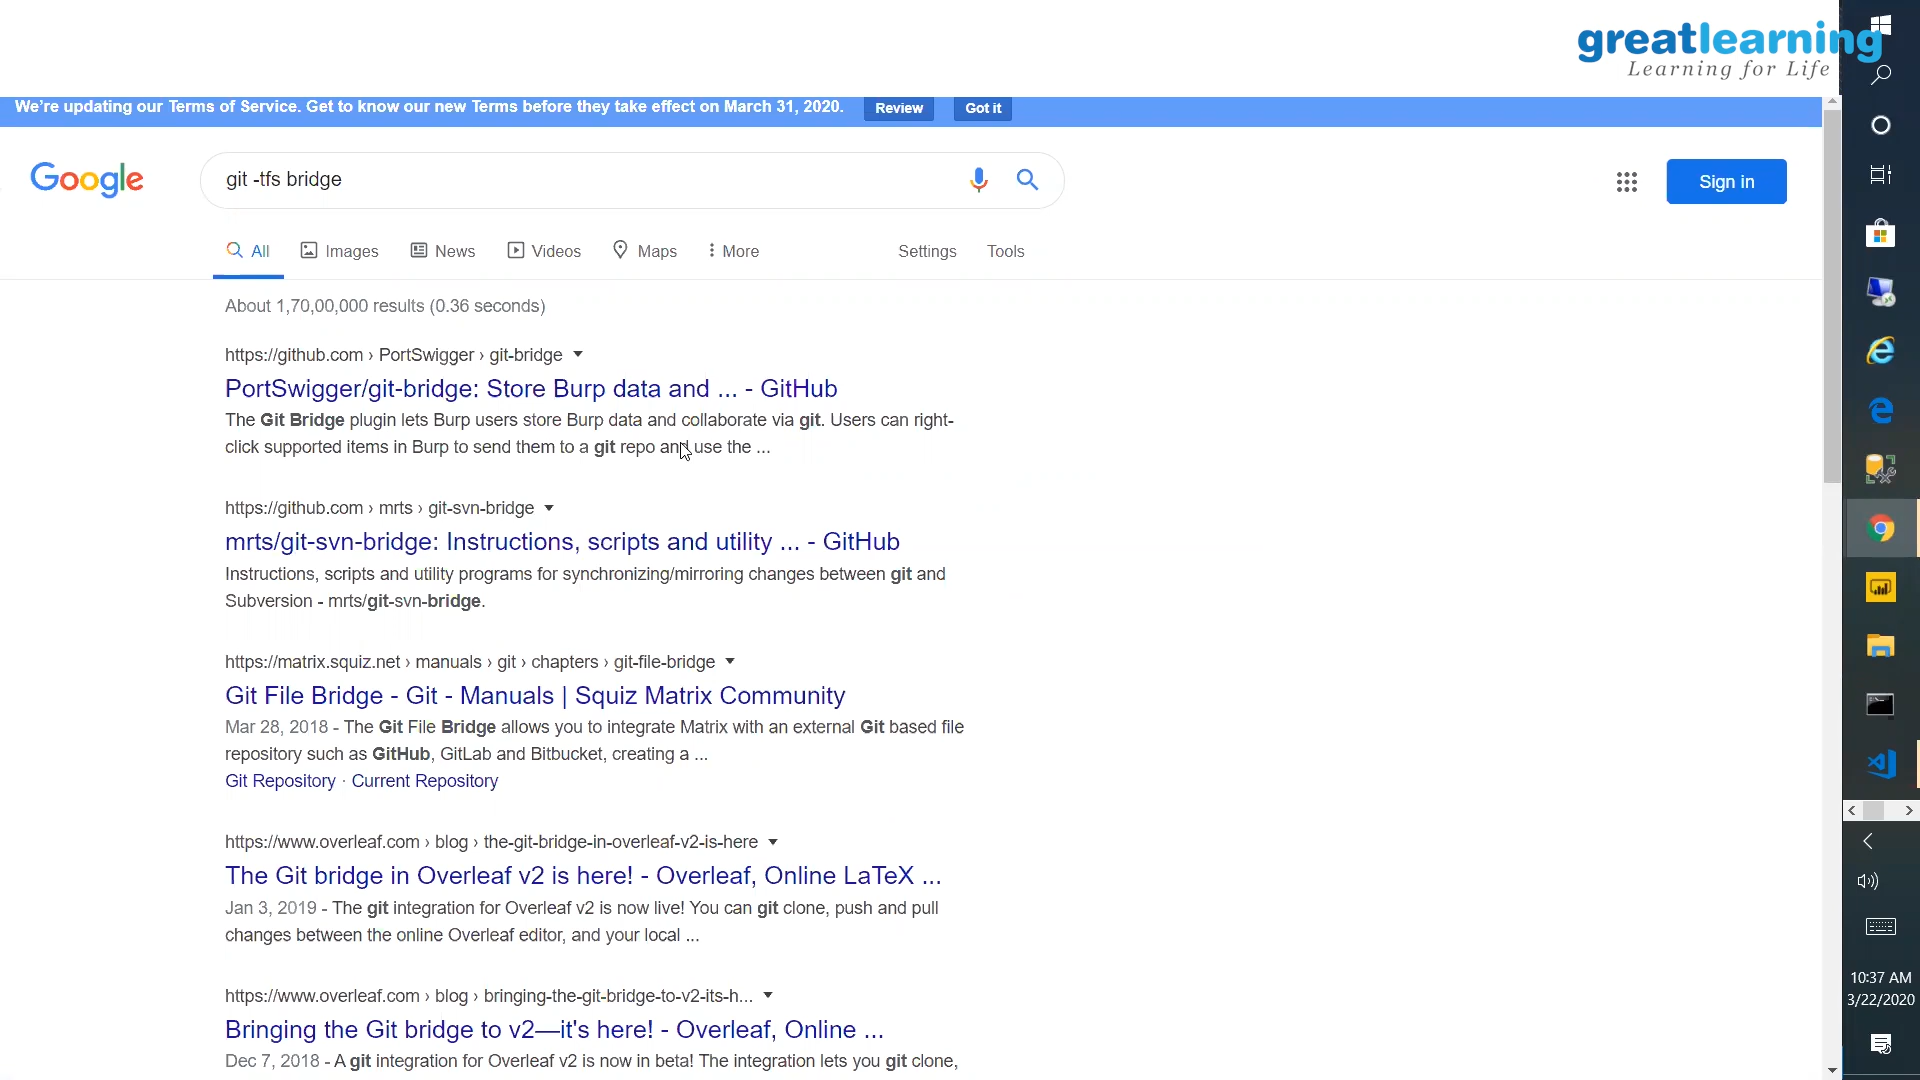 greatlearning
Learning for Life
We're updating our Terms of Service. Get to know our new Terms before they take effect on March 31, 2020. Review Got it
Google
git -tfs bridge
Sign in
All Images News Videos Maps More Settings Tools
About 1,70,00,000 results (0.36 seconds)
https://github.com › PortSwigger › git-bridge
PortSwigger/git-bridge: Store Burp data and ... - GitHub
The Git Bridge plugin lets Burp users store Burp data and collaborate via git. Users can right-
click supported items in Burp to send them to a git repo and use the ...
https://github.com › mrts › git-svn-bridge
mrts/git-svn-bridge: Instructions, scripts and utility ... - GitHub
Instructions, scripts and utility programs for synchronizing/mirroring changes between git and
Subversion - mrts/git-svn-bridge.
https://matrix.squiz.net › manuals › git › chapters › git-file-bridge
Git File Bridge - Git - Manuals | Squiz Matrix Community
Mar 28, 2018 - The Git File Bridge allows you to integrate Matrix with an external Git based file
repository such as GitHub, GitLab and Bitbucket, creating a ...
Git Repository · Current Repository
https://www.overleaf.com › blog › the-git-bridge-in-overleaf-v2-is-here
The Git bridge in Overleaf v2 is here! - Overleaf, Online LaTeX ...
Jan 3, 2019 - The git integration for Overleaf v2 is now live! You can git clone, push and pull
changes between the online Overleaf editor, and your local ...
https://www.overleaf.com › blog › bringing-the-git-bridge-to-v2-its-h...
Bringing the Git bridge to v2—it's here! - Overleaf, Online ...
Dec 7, 2018 - A git integration for Overleaf v2 is now in beta! The integration lets you git clone,
10:37 AM
3/22/2020